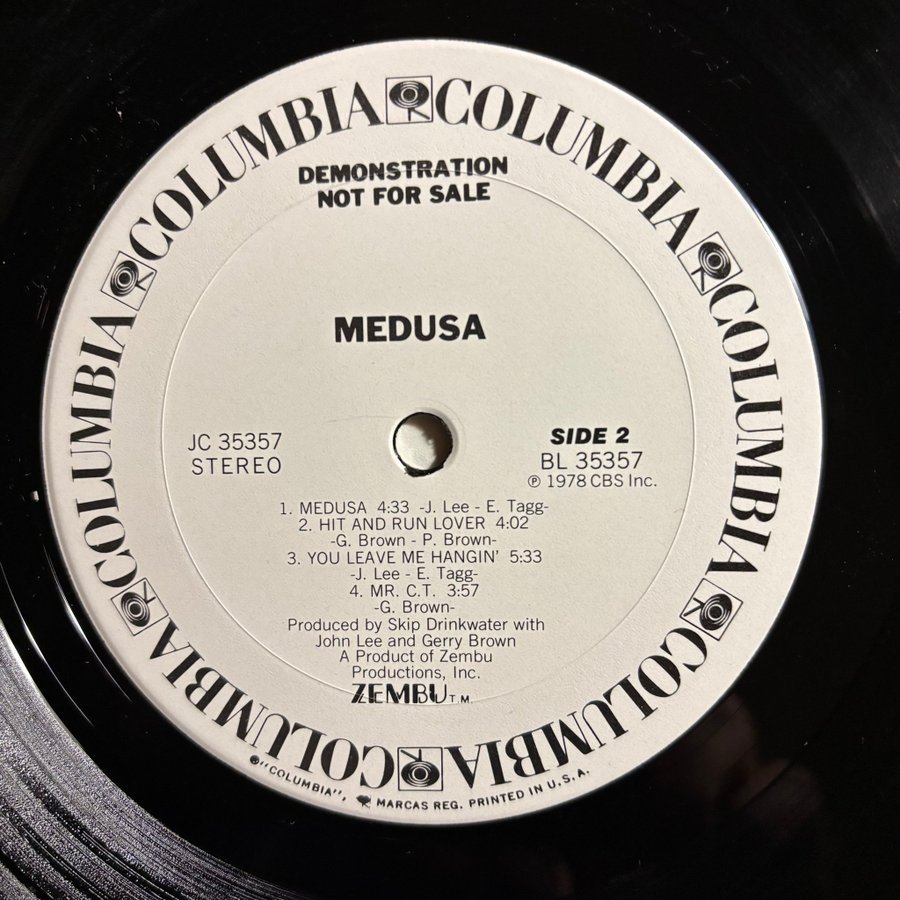 COLUMBIA COLUMBIA COLUMBIA COLUMBIA COLUMBIA COLUMBIA COLUMBIA
DEMONSTRATION
NOT FOR SALE
MEDUSA
JC 35357
STEREO
SIDE 2
BL 35357
℗ 1978 CBS Inc.
1. MEDUSA 4:33 -J. Lee - E. Tagg-
2. HIT AND RUN LOVER 4:02
-G. Brown - P. Brown-
3. YOU LEAVE ME HANGIN' 5:33
-J. Lee - E. Tagg-
4. MR. C.T. 3:57
-G. Brown-
Produced by Skip Drinkwater with
John Lee and Gerry Brown
A Product of Zembu
Productions, Inc.
ZEMBU T.M.
®"COLUMBIA", MARCAS REG. PRINTED IN U.S.A.